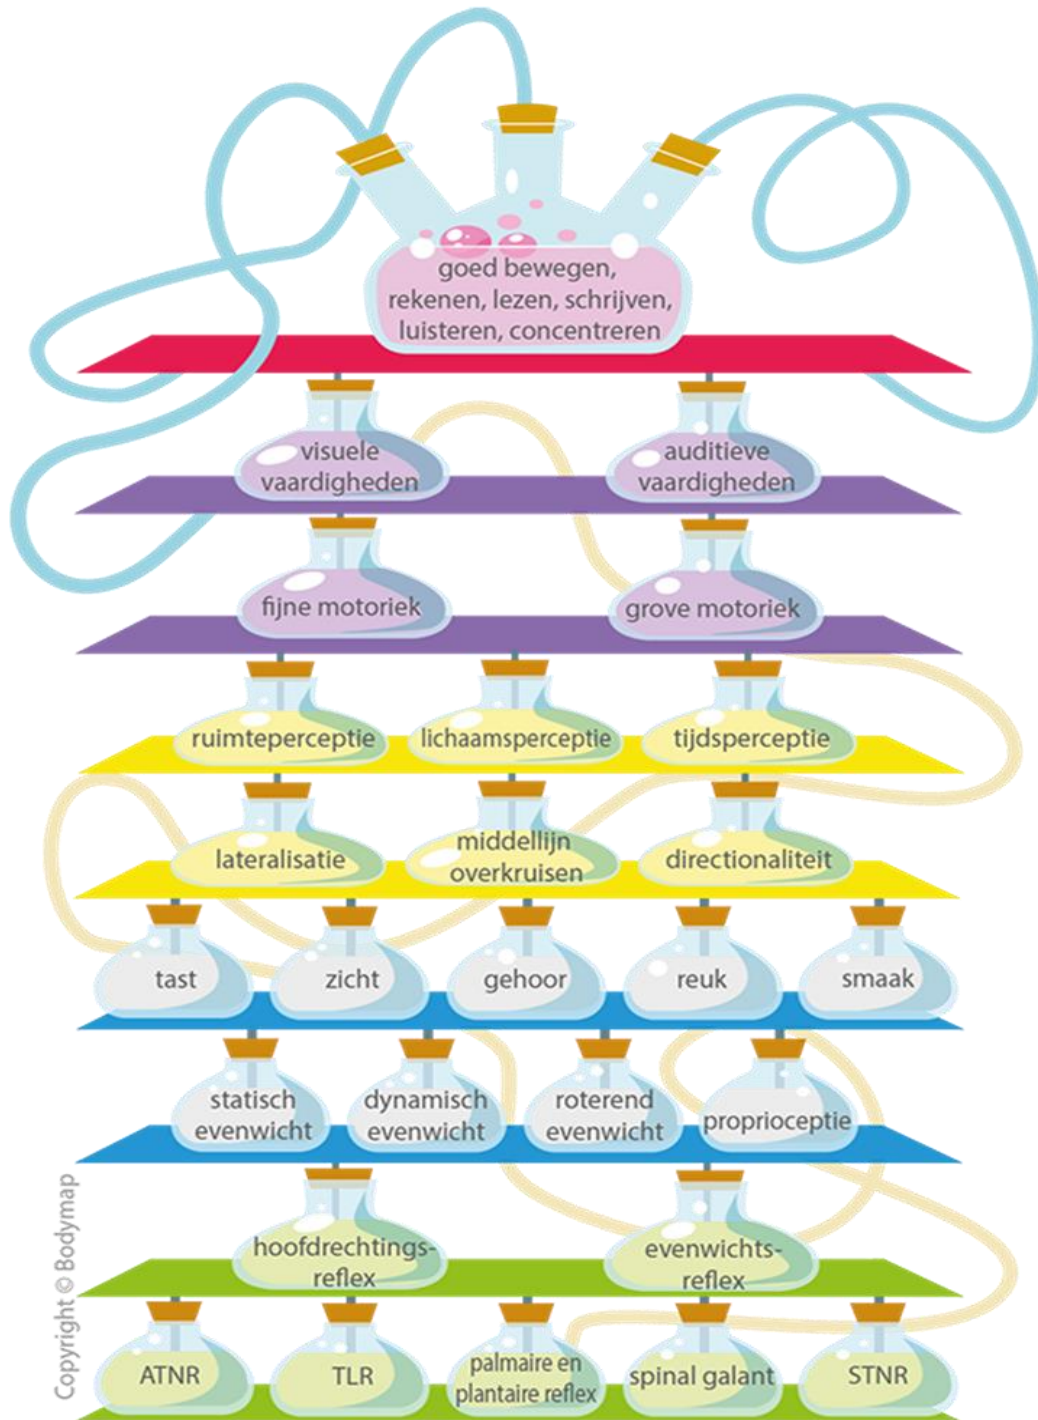 goed bewegen,
rekenen, lezen, schrijven,
luisteren, concentreren
visuele
vaardigheden
auditieve
vaardigheden
fijne motoriek
grove motoriek
ruimteperceptie
lichaamsperceptie
tijdsperceptie
lateralisatie
middellijn
overkruisen
directionaliteit
tast
zicht
gehoor
reuk
smaak
statisch
evenwicht
dynamisch
evenwicht
roterend
evenwicht
proprioceptie
hoofdrechtings-
reflex
evenwichts-
reflex
ATNR
TLR
palmaire en
plantaire reflex
spinal galant
STNR
Copyright © Bodymap